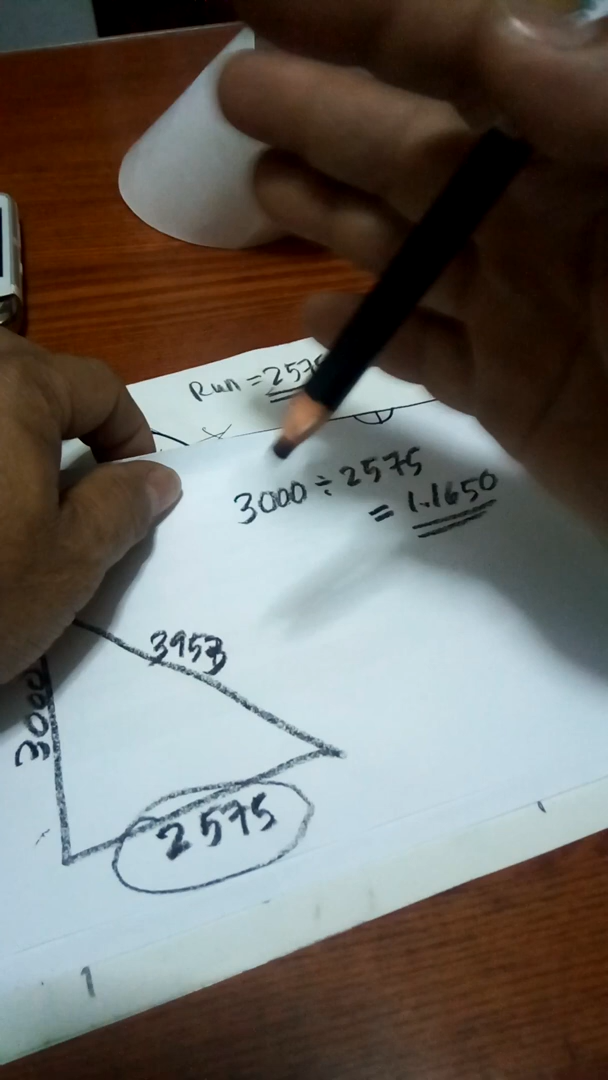 Run = 2575
3000 ÷ 2575
= 1.1650
3953
3000
2575
1